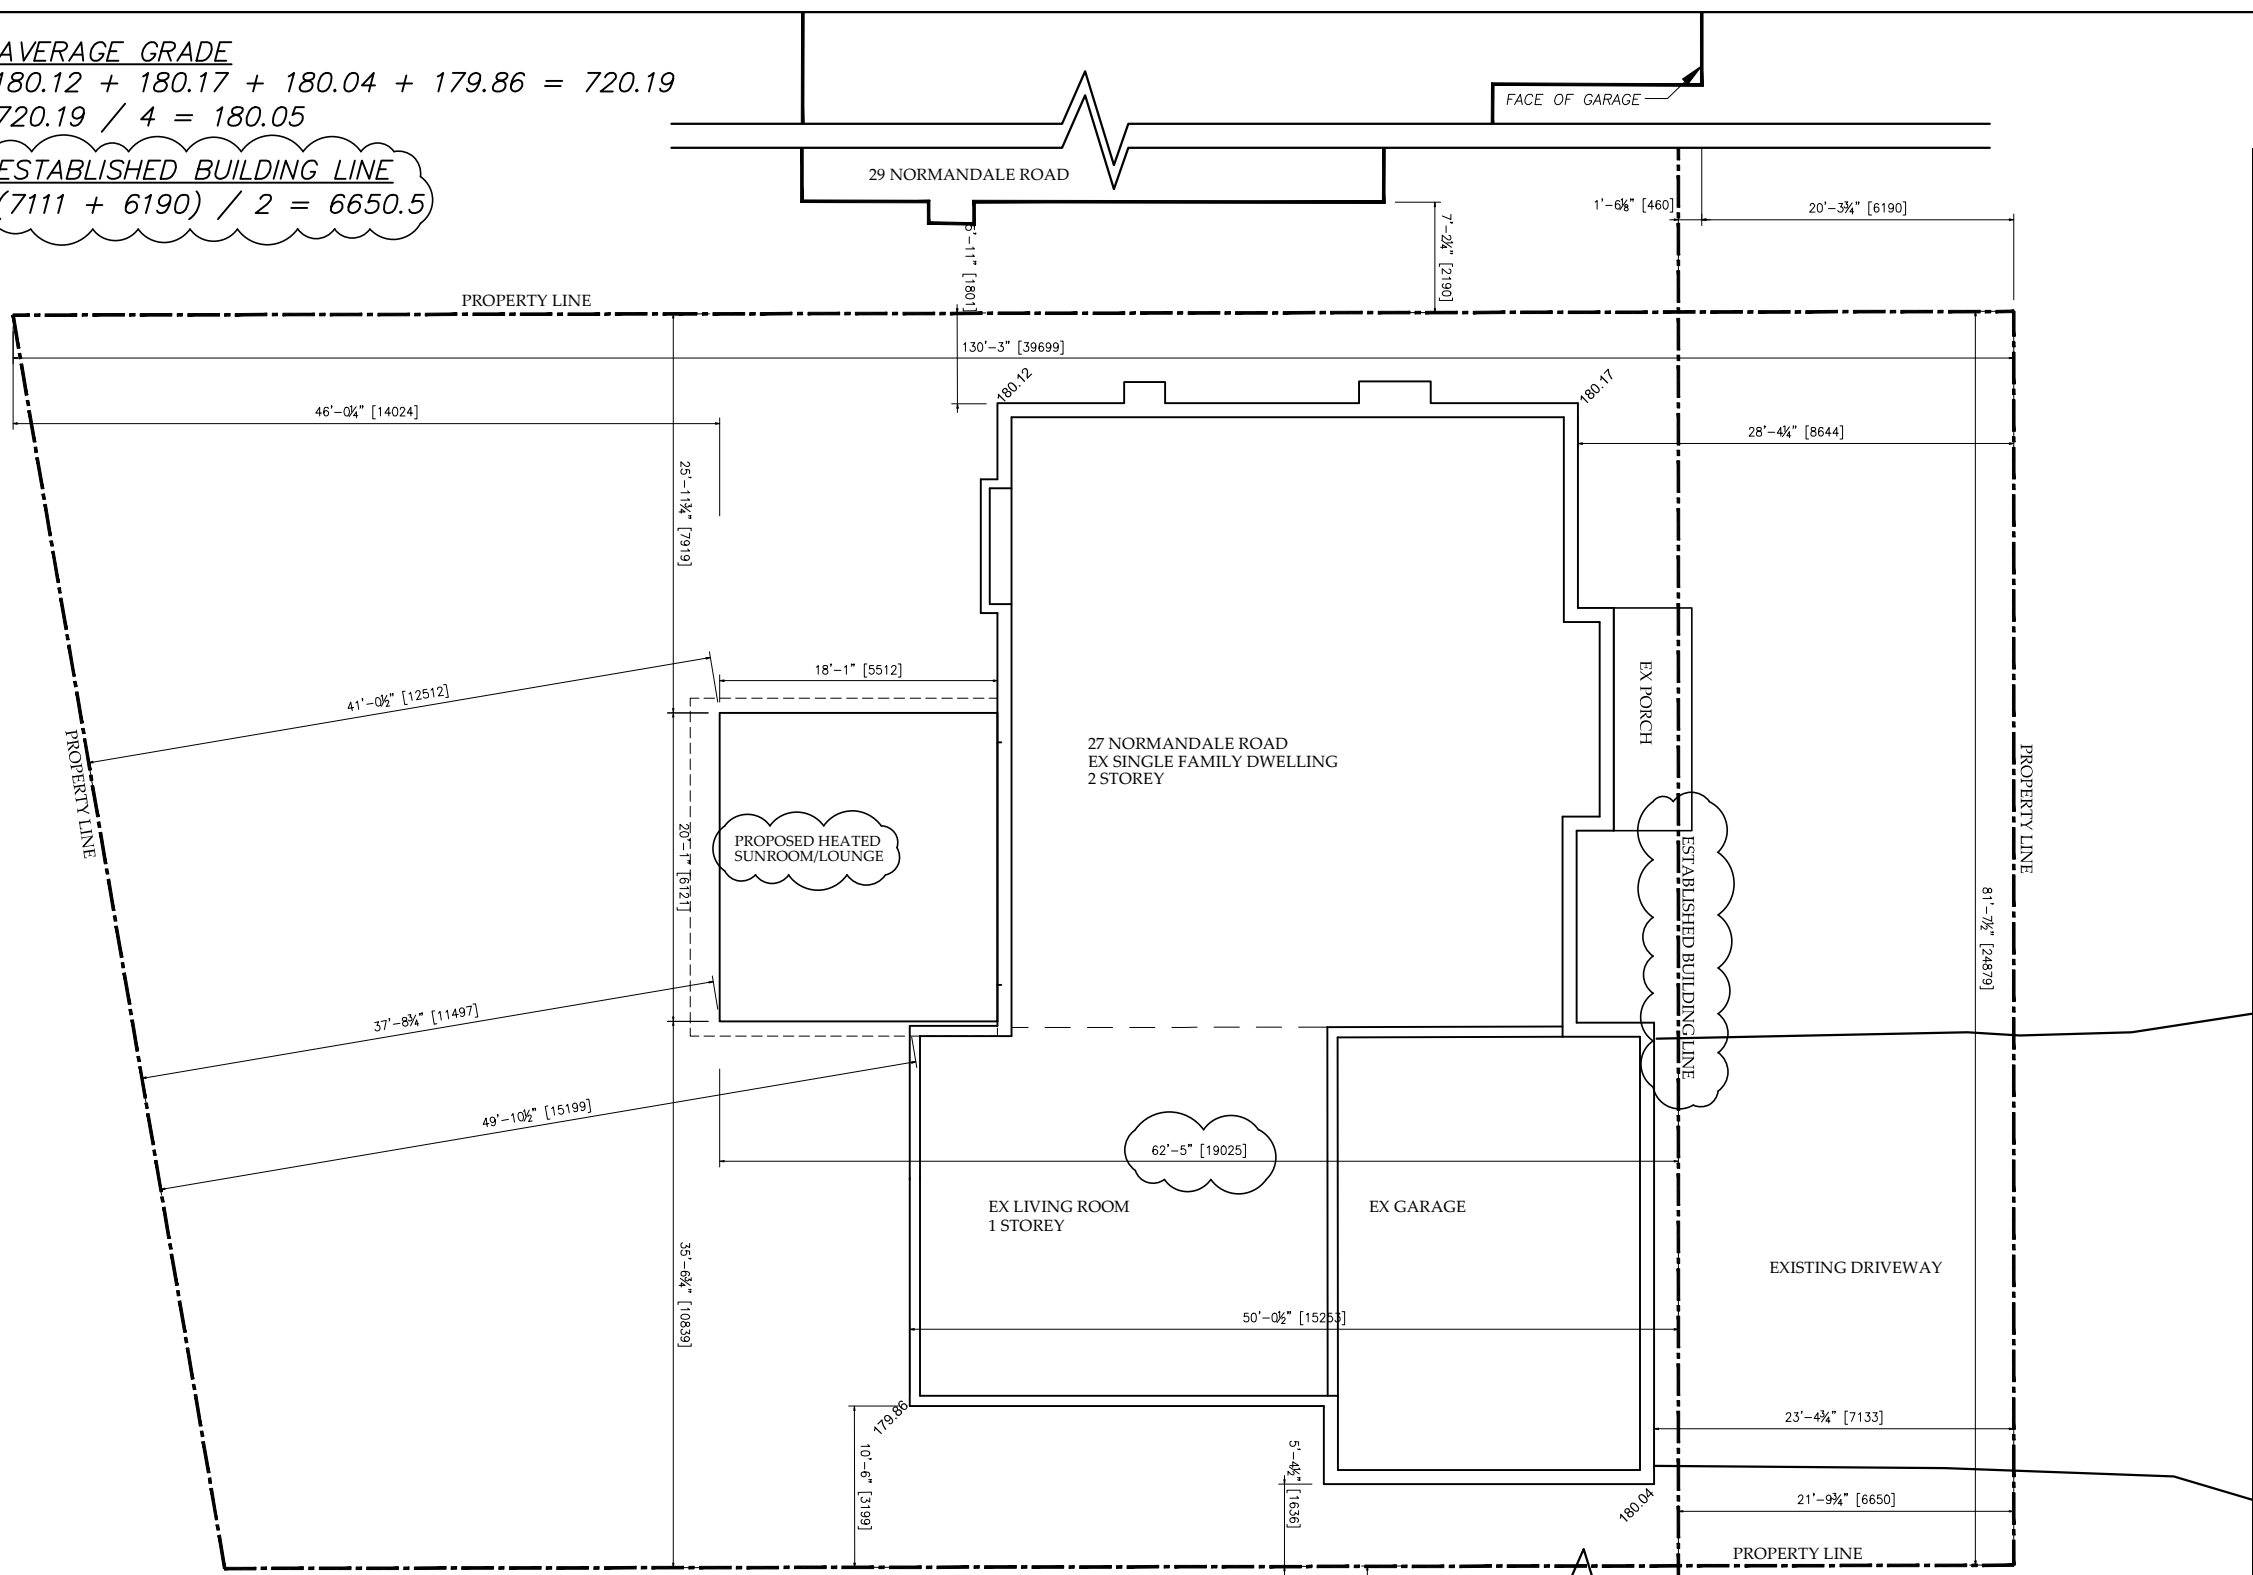 AVERAGE GRADE
180.12 + 180.17 + 180.04 + 179.86 = 720.19
720.19 / 4 = 180.05
ESTABLISHED BUILDING LINE
(7111 + 6190) / 2 = 6650.5
FACE OF GARAGE
29 NORMANDALE ROAD
1'-6⅛" [460]
20'-3¾" [6190]
7'-2¼" [2190]
5'-11" [1801]
PROPERTY LINE
130'-3" [39699]
180.12
180.17
46'-0¼" [14024]
28'-4¼" [8644]
25'-11¾" [7919]
18'-1" [5512]
41'-0½" [12512]
EX PORCH
PROPERTY LINE
27 NORMANDALE ROAD
EX SINGLE FAMILY DWELLING
2 STOREY
PROPERTY LINE
PROPOSED HEATED
SUNROOM/LOUNGE
20'-1" [6121]
ESTABLISHED BUILDING LINE
81'-7½" [24879]
37'-8¾" [11497]
49'-10½" [15199]
62'-5" [19025]
EX LIVING ROOM
1 STOREY
EX GARAGE
35'-6¾" [10839]
EXISTING DRIVEWAY
50'-0½" [15253]
179.86
23'-4¾" [7133]
10'-6" [3199]
5'-4½" [1636]
180.04
21'-9¾" [6650]
PROPERTY LINE